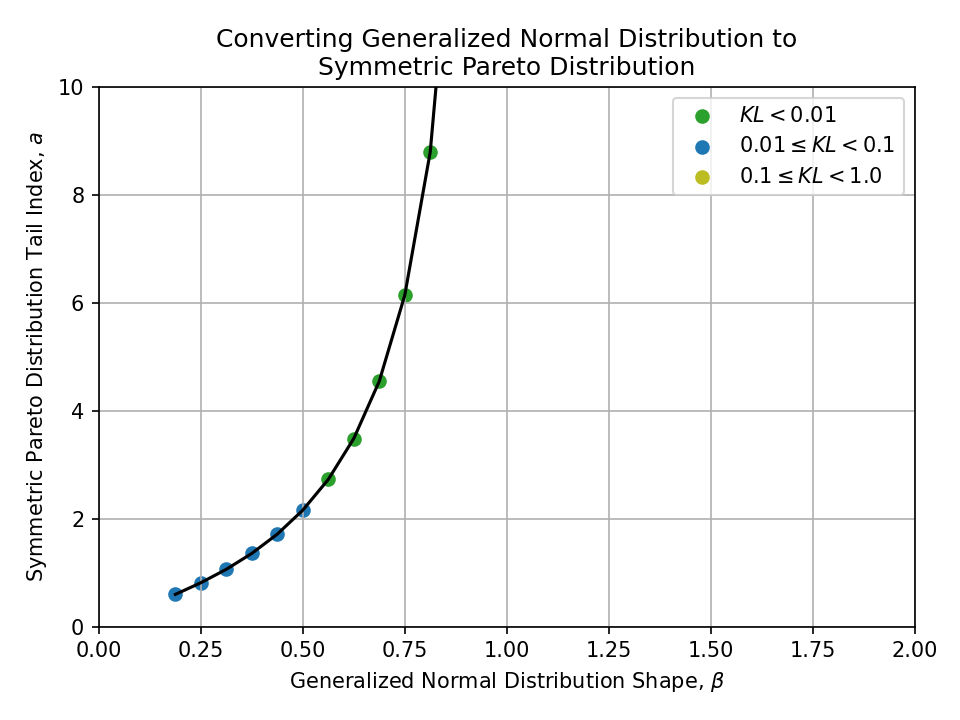 Converting Generalized Normal Distribution to
Symmetric Pareto Distribution
Symmetric Pareto Distribution Tail Index, a
10
8
6
4
2
0
KL < 0.01
0.01 ≤ KL < 0.1
0.1 ≤ KL < 1.0
0.00 0.25 0.50 0.75 1.00 1.25 1.50 1.75 2.00
Generalized Normal Distribution Shape, β